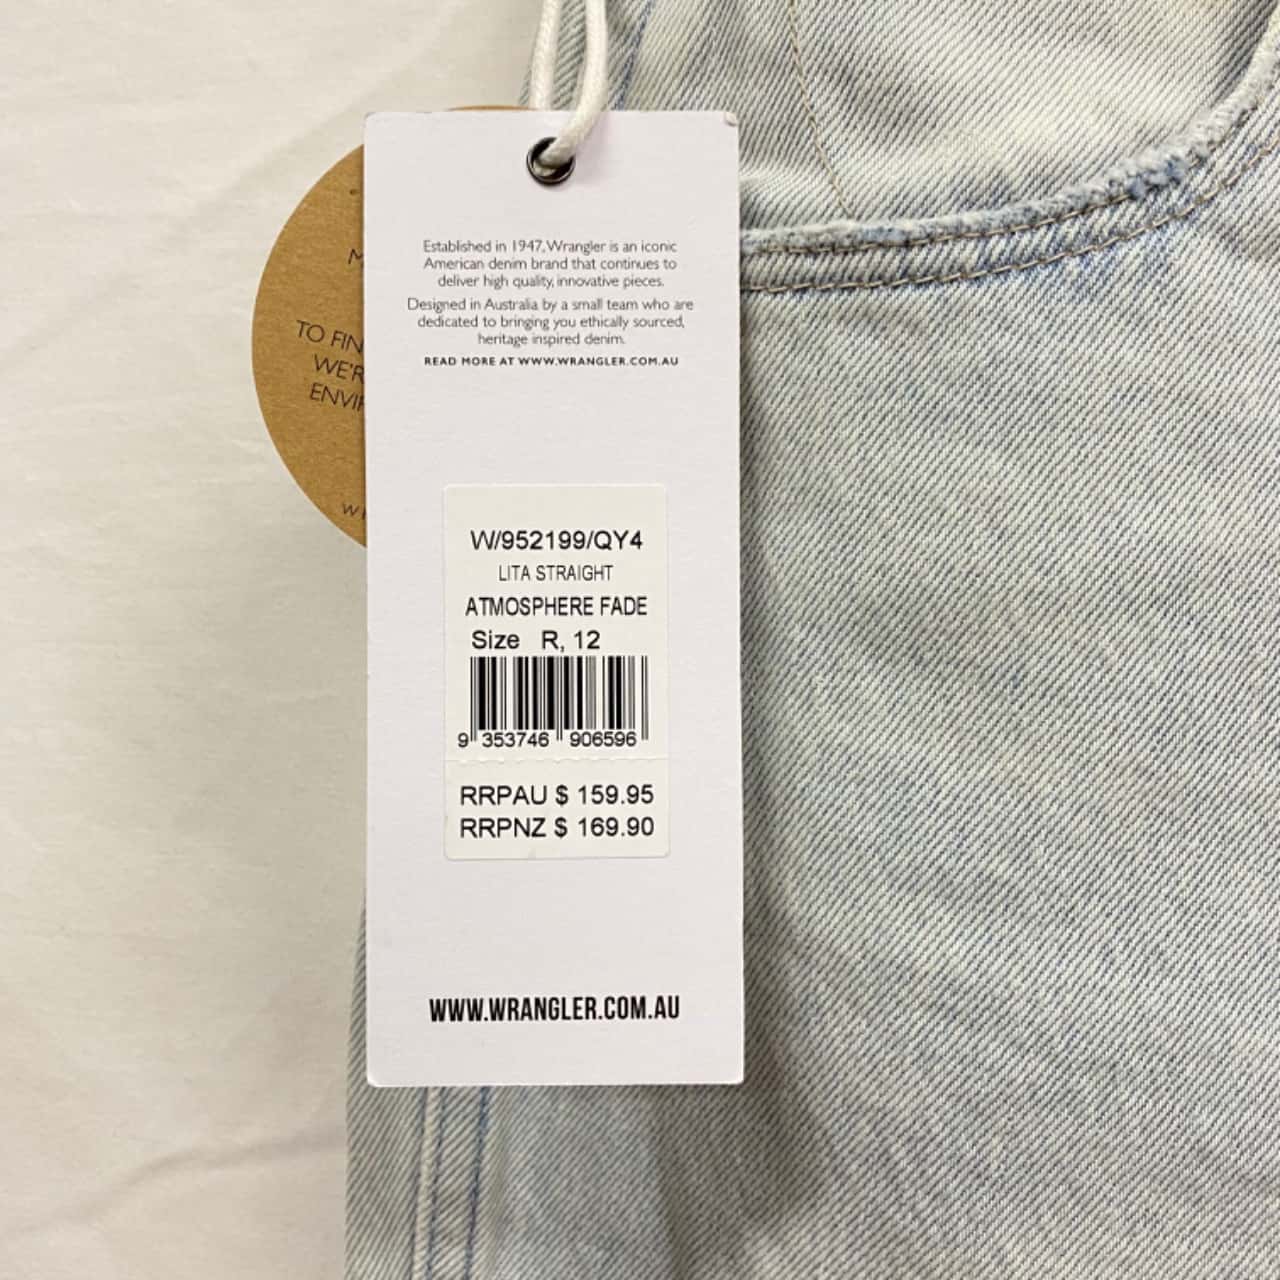 Established in 1947, Wrangler is an iconic
American denim brand that continues to
deliver high quality, innovative pieces.
Designed in Australia by a small team who are
dedicated to bringing you ethically sourced,
heritage inspired denim.
READ MORE AT WWW.WRANGLER.COM.AU
TO FIN
WE'R
ENVIR
W/952199/QY4
LITA STRAIGHT
ATMOSPHERE FADE
Size R, 12
9 353746 906596
RRPAU $ 159.95
RRPNZ $ 169.90
WWW.WRANGLER.COM.AU